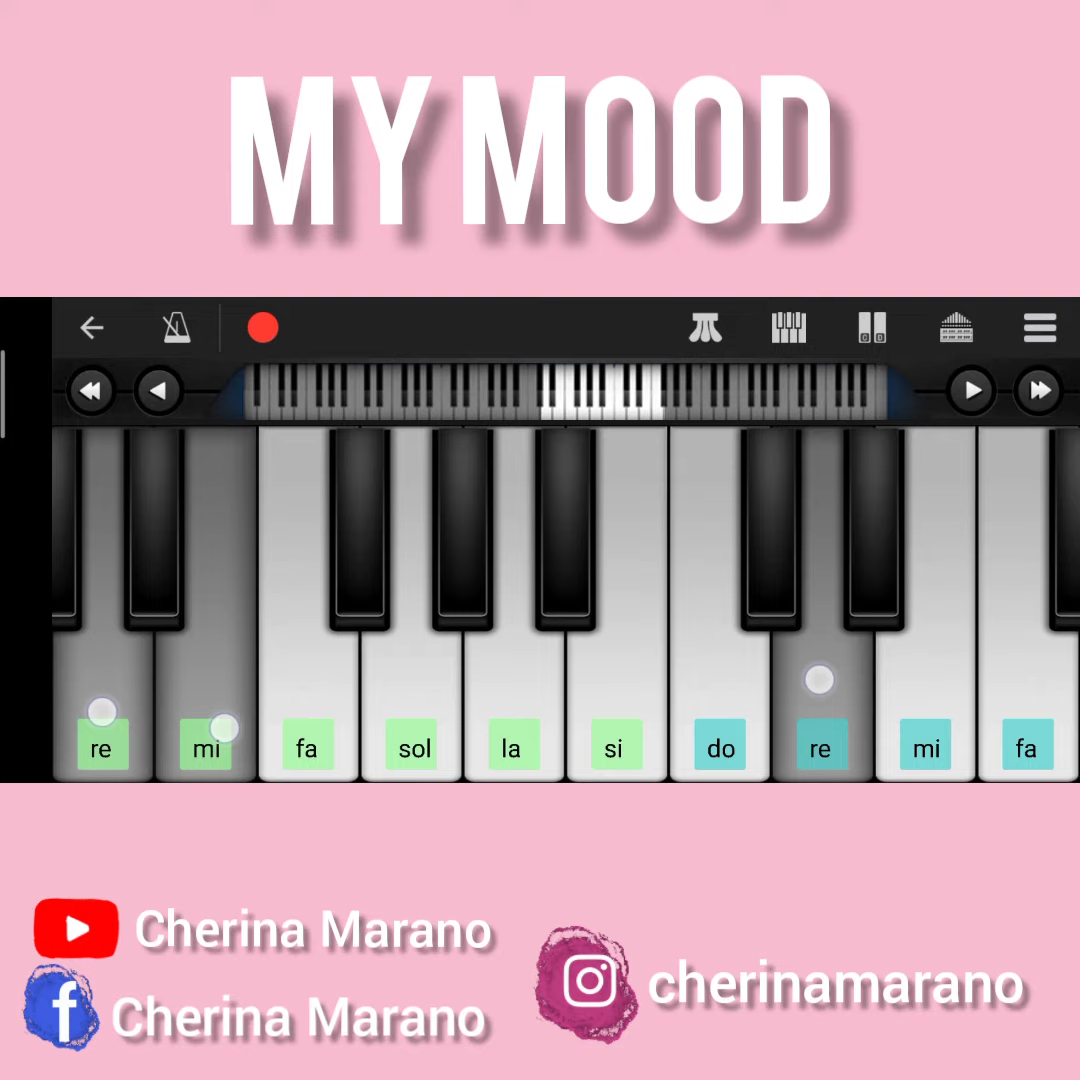 MY MOOD
re mi fa sol la si do re mi fa
Cherina Marano
Cherina Marano
cherinamarano